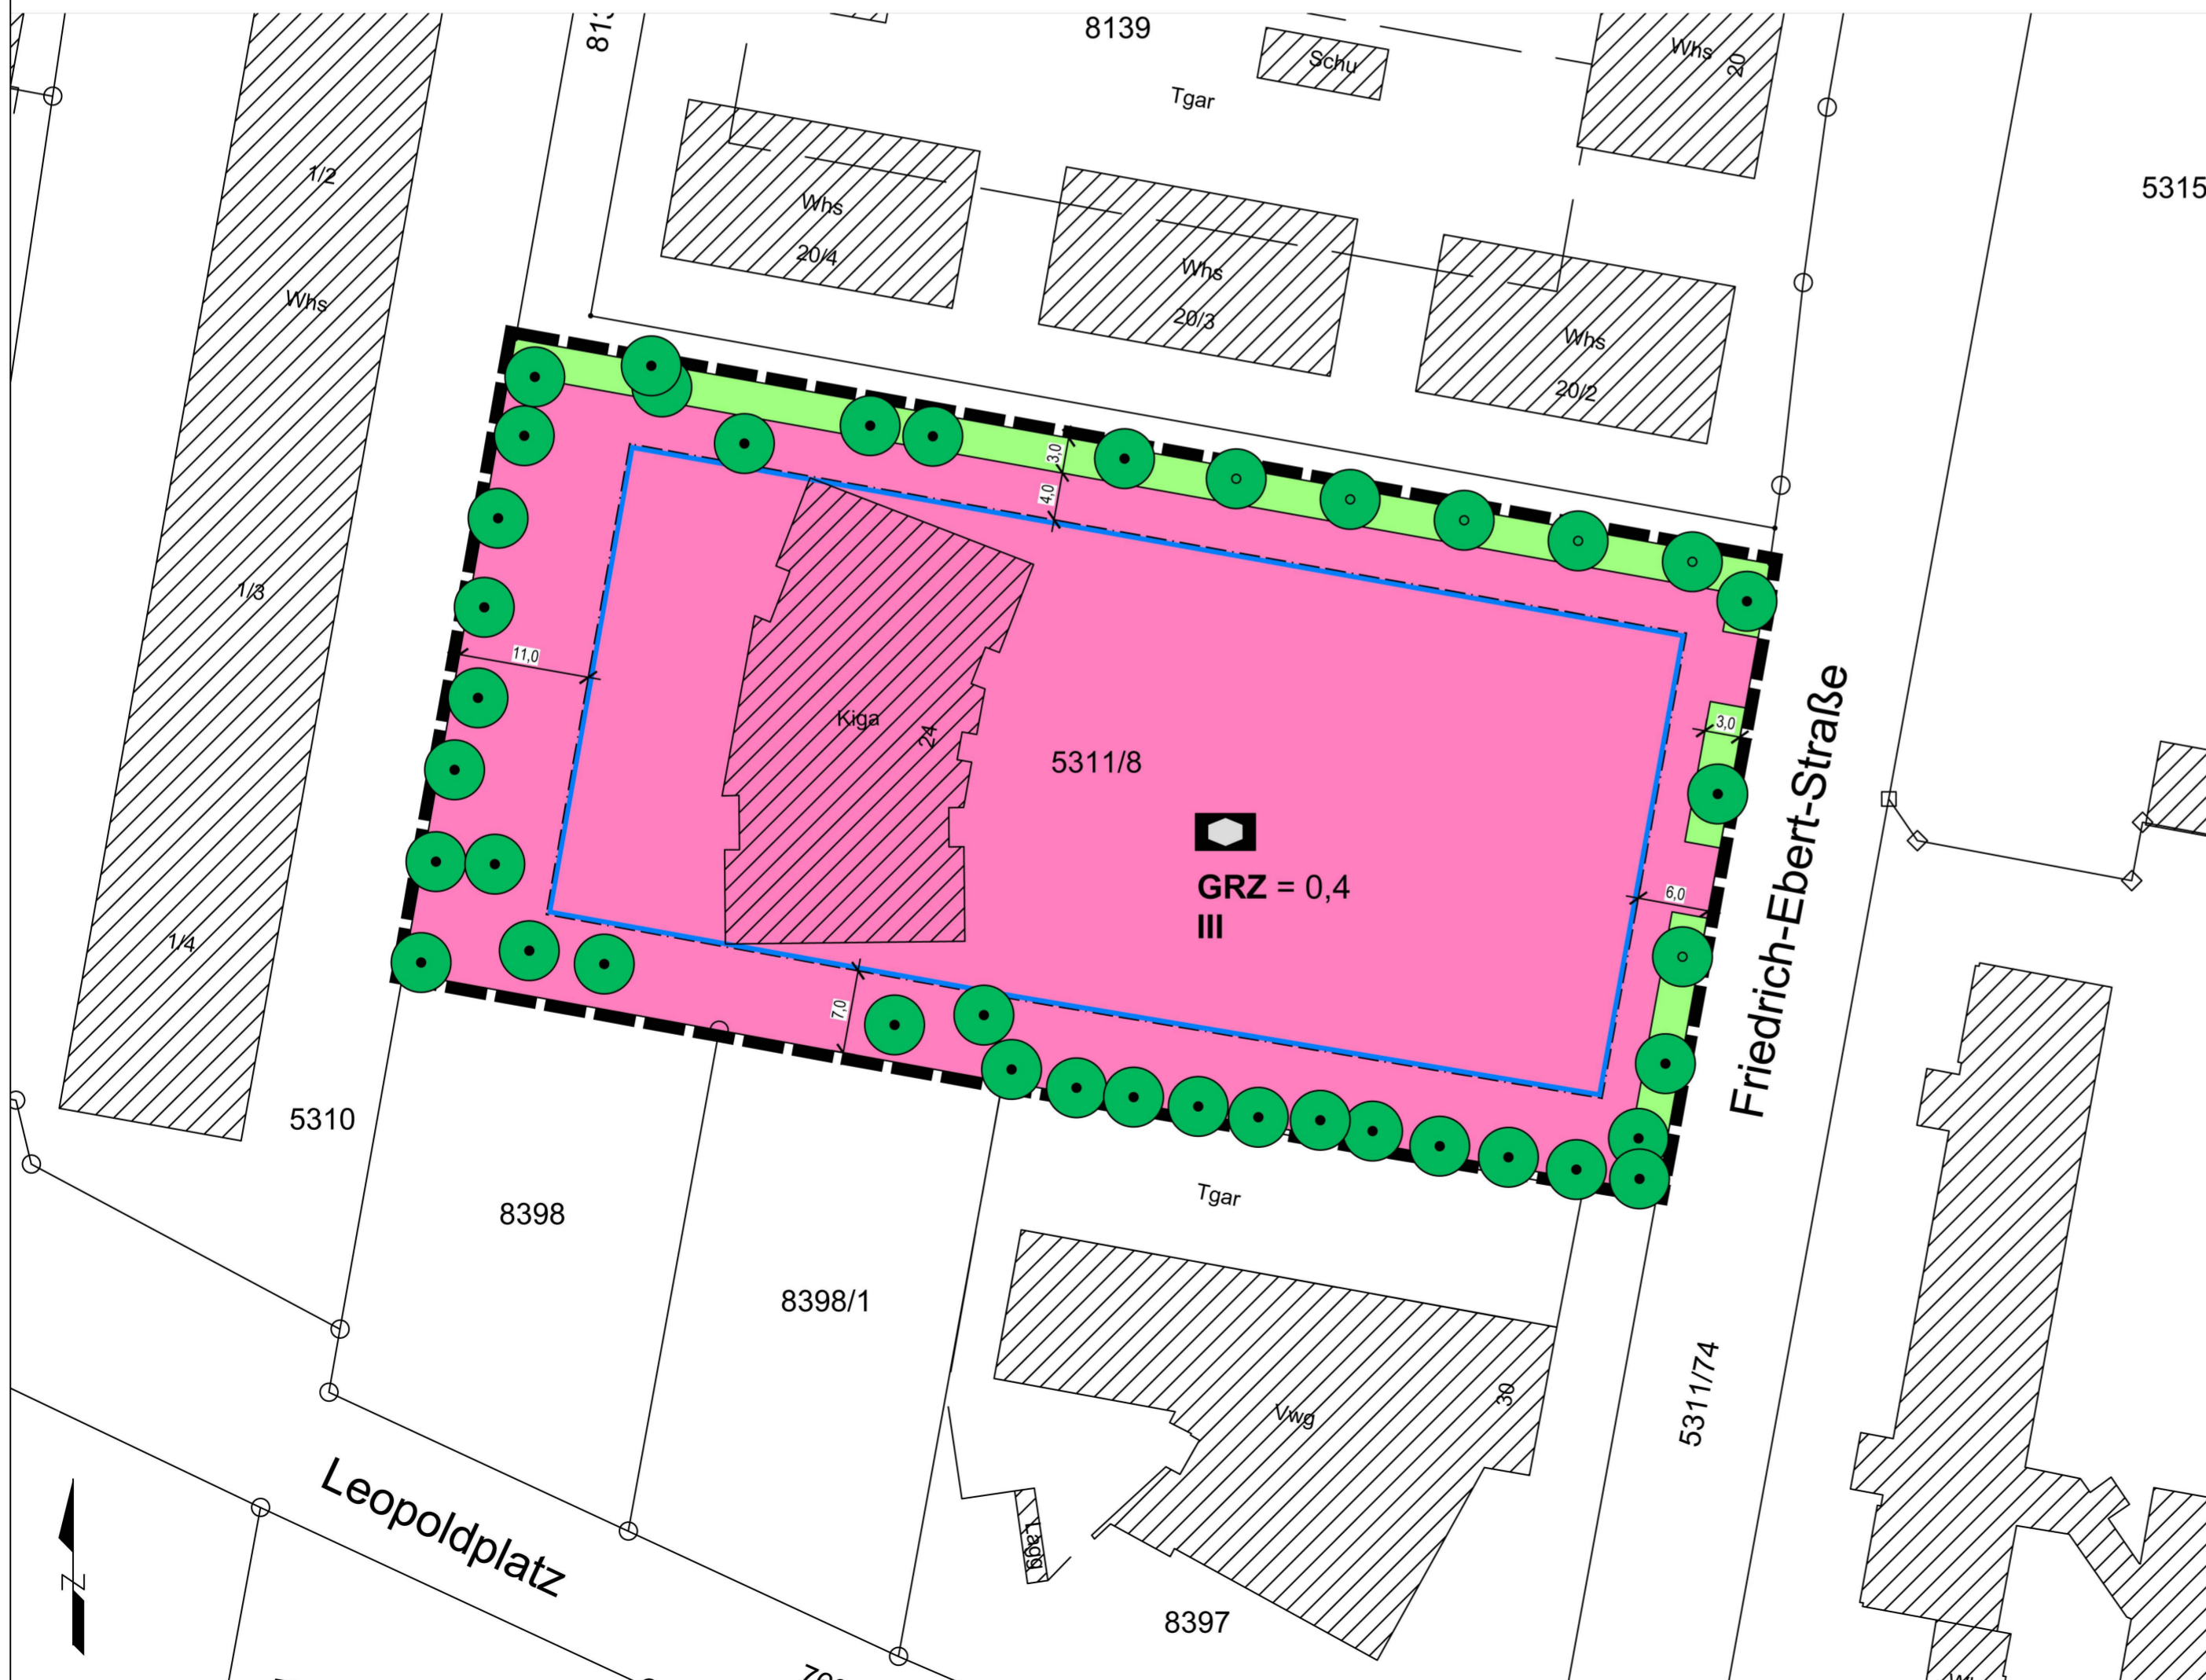 8139
Whs
20
Schu
Tgar
5315
1/2
Whs
20/4
Whs
Whs
20/3
Whs
20/2
3,0
4,0
1/3
11,0
Kiga
24
5311/8
3,0
GRZ = 0,4
III
6,0
Friedrich-Ebert-Straße
1/4
7,0
5310
8398
Tgar
8398/1
5311/74
30
Vwg
Leopoldplatz
Lagg
N
8397